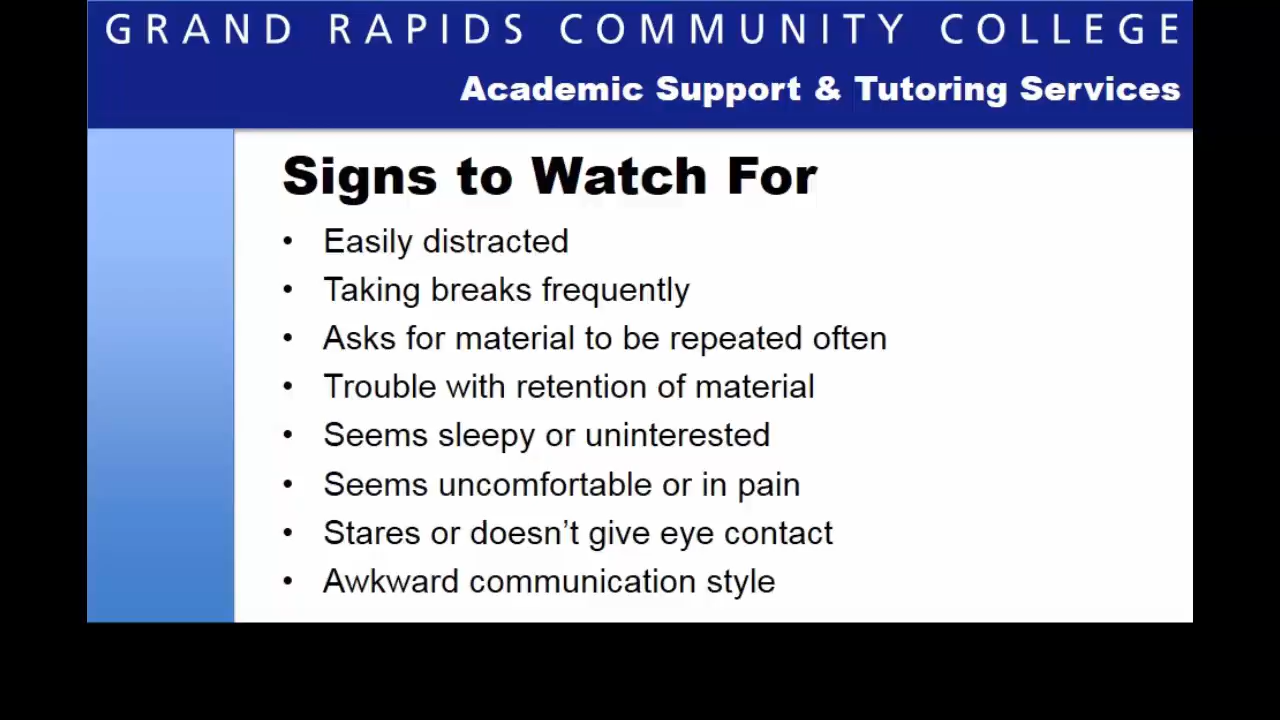 GRAND RAPIDS COMMUNITY COLLEGE
Academic Support & Tutoring Services
Signs to Watch For
• Easily distracted
• Taking breaks frequently
• Asks for material to be repeated often
• Trouble with retention of material
• Seems sleepy or uninterested
• Seems uncomfortable or in pain
• Stares or doesn’t give eye contact
• Awkward communication style